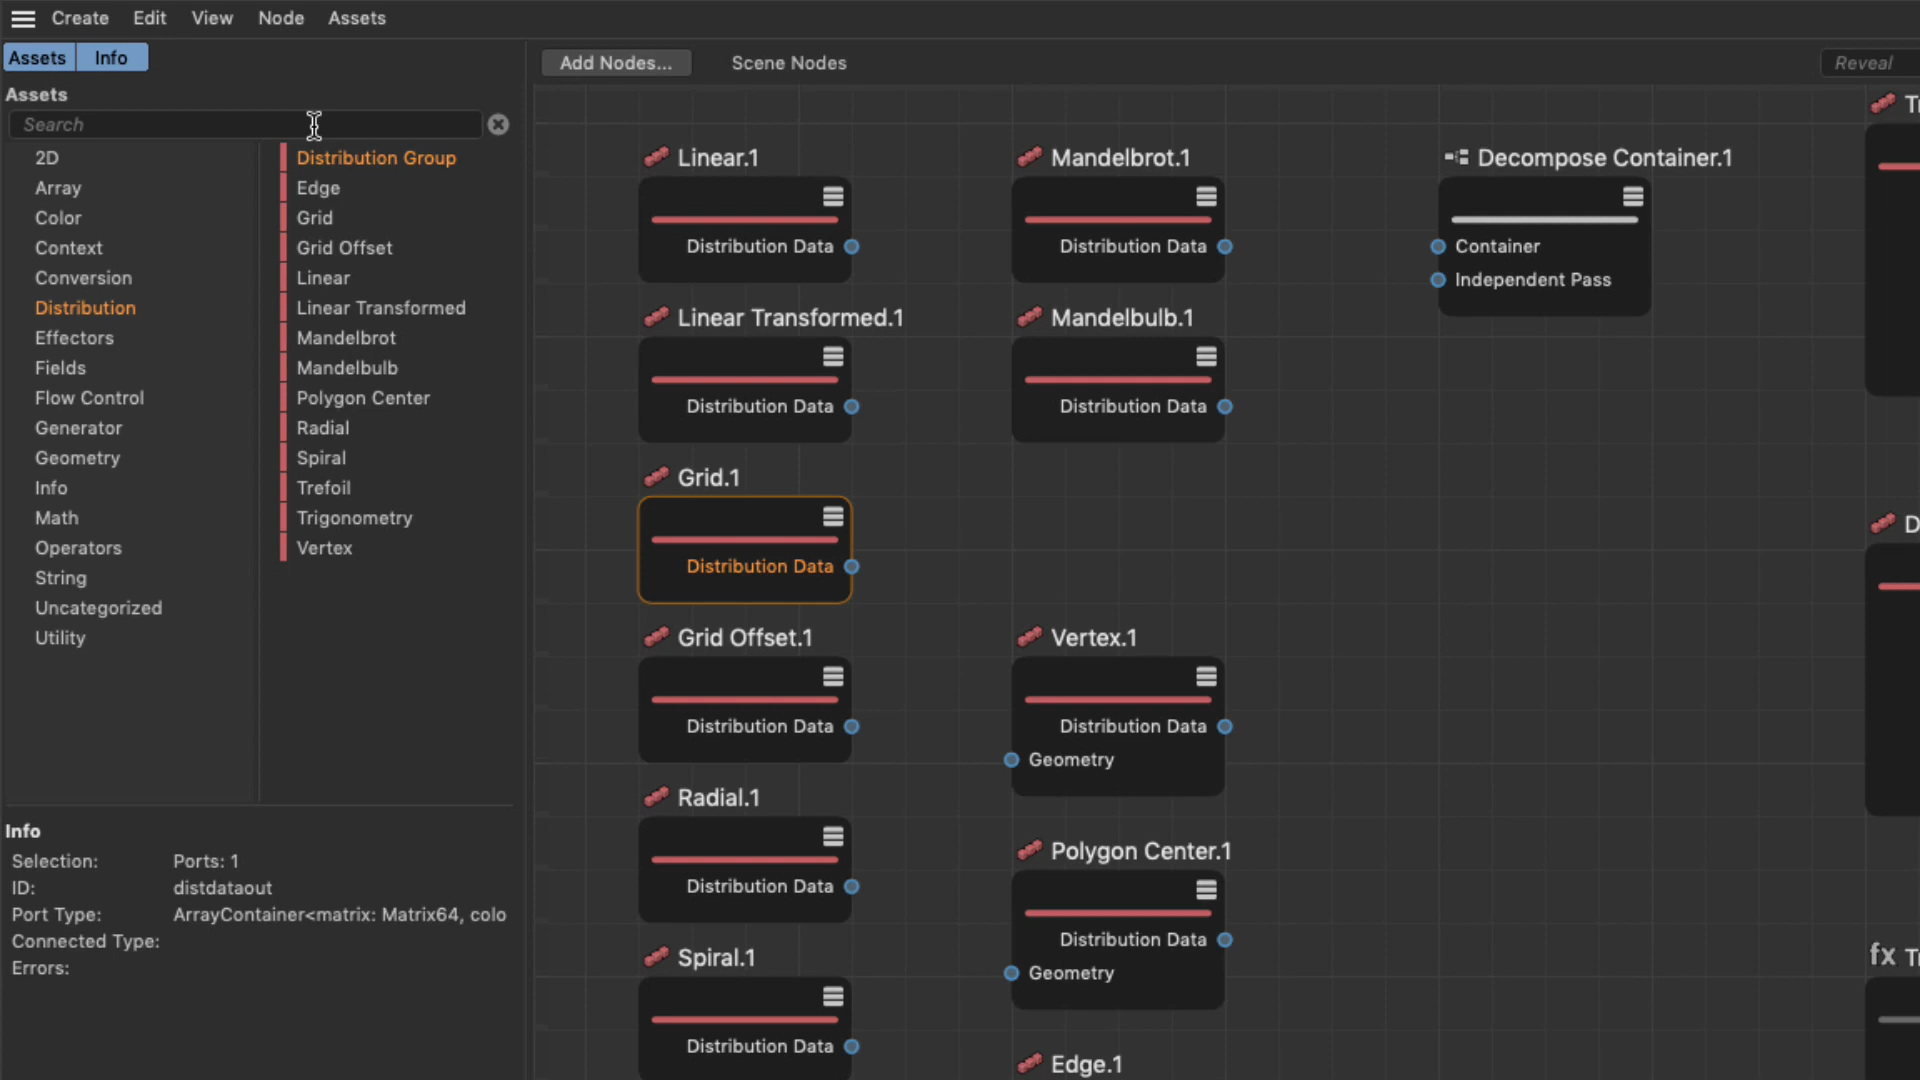 Create Edit View Node Assets
Assets Info
Assets
Search
2D
Array
Color
Context
Conversion
Distribution
Effectors
Fields
Flow Control
Generator
Geometry
Info
Math
Operators
String
Uncategorized
Utility
Distribution Group
Edge
Grid
Grid Offset
Linear
Linear Transformed
Mandelbrot
Mandelbulb
Polygon Center
Radial
Spiral
Trefoil
Trigonometry
Vertex
Info
Selection: Ports: 1
ID: distdataout
Port Type: ArrayContainer<matrix: Matrix64, colo
Connected Type:
Errors:
Add Nodes... Scene Nodes Reveal
Linear.1
Distribution Data
Linear Transformed.1
Distribution Data
Grid.1
Distribution Data
Grid Offset.1
Distribution Data
Radial.1
Distribution Data
Spiral.1
Distribution Data
Mandelbrot.1
Distribution Data
Mandelbulb.1
Distribution Data
Vertex.1
Distribution Data
Geometry
Polygon Center.1
Distribution Data
Geometry
Edge.1
Decompose Container.1
Container
Independent Pass
D
fx